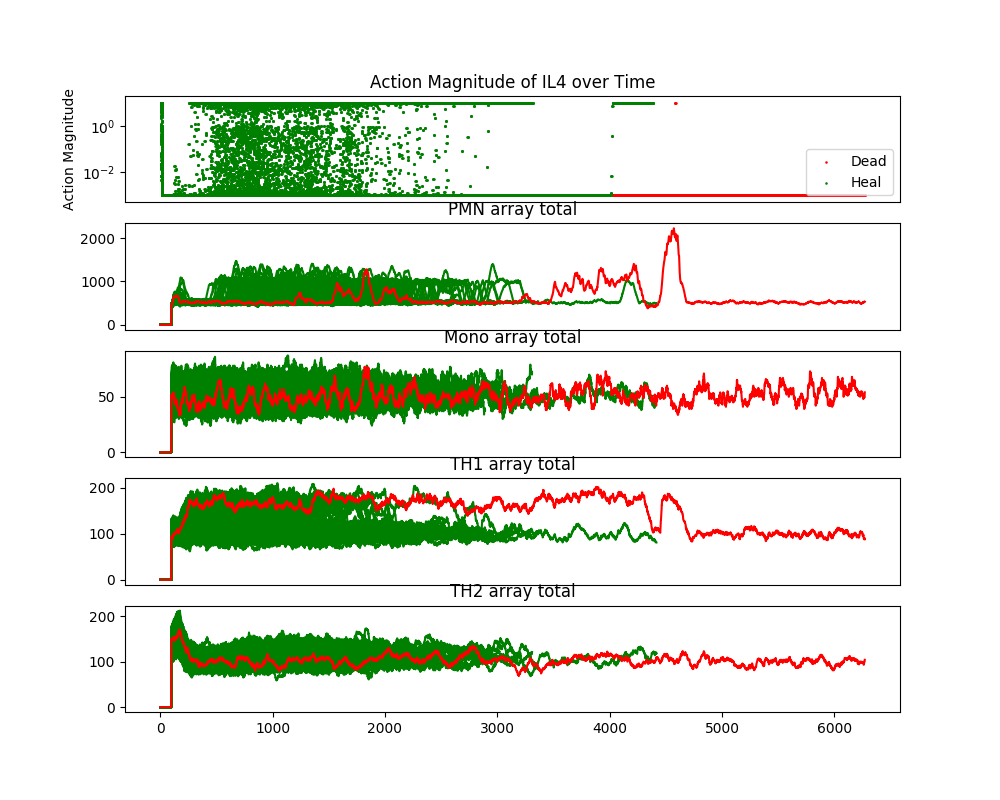 Action Magnitude of IL4 over Time
Action Magnitude
10⁰
10⁻²
Dead
Heal
PMN array total
2000
1000
0
Mono array total
50
0
TH1 array total
200
100
0
TH2 array total
200
100
0
0 1000 2000 3000 4000 5000 6000